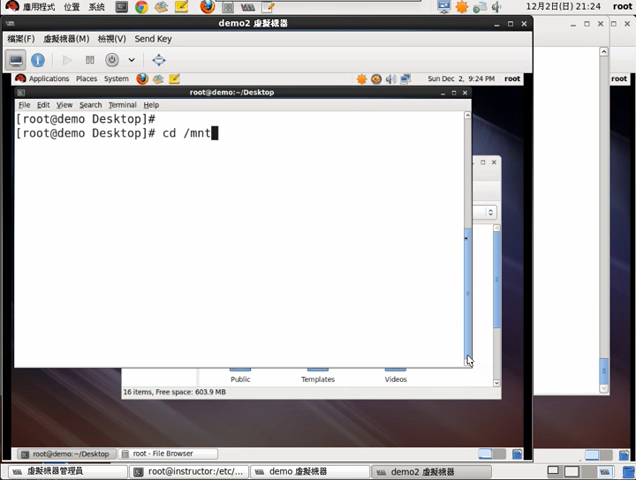 應用程式 位置 系統 12月2日(日) 21:24 root
demo2 虛擬機器
檔案(F) 虛擬機器(M) 檢視(V) Send Key
Applications Places System Sun Dec 2, 9:24 PM root
root@demo:~/Desktop
File Edit View Search Terminal Help
[root@demo Desktop]#
[root@demo Desktop]# cd /mnt
Public Templates Videos
16 items, Free space: 603.9 MB
root@demo:~/Desktop root - File Browser
虛擬機器管理員 root@instructor:/etc/... demo 虛擬機器 demo2 虛擬機器